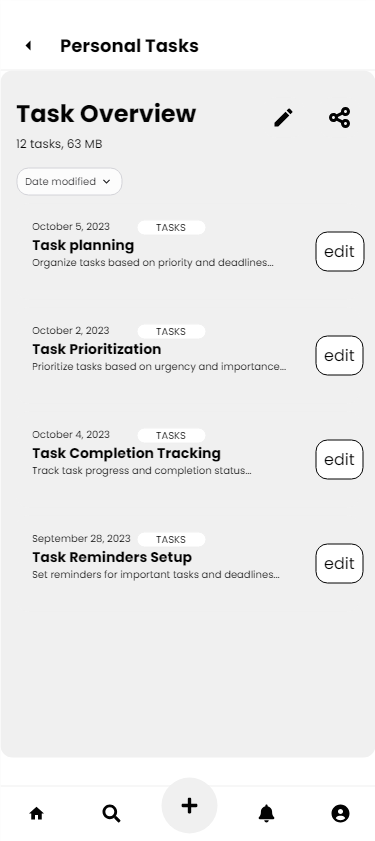 Personal Tasks
Task Overview
12 tasks, 63 MB
Date modified
October 5, 2023 TASKS
Task planning
Organize tasks based on priority and deadlines...
edit
October 2, 2023 TASKS
Task Prioritization
Prioritize tasks based on urgency and importance...
edit
October 4, 2023 TASKS
Task Completion Tracking
Track task progress and completion status...
edit
September 28, 2023 TASKS
Task Reminders Setup
Set reminders for important tasks and deadlines...
edit